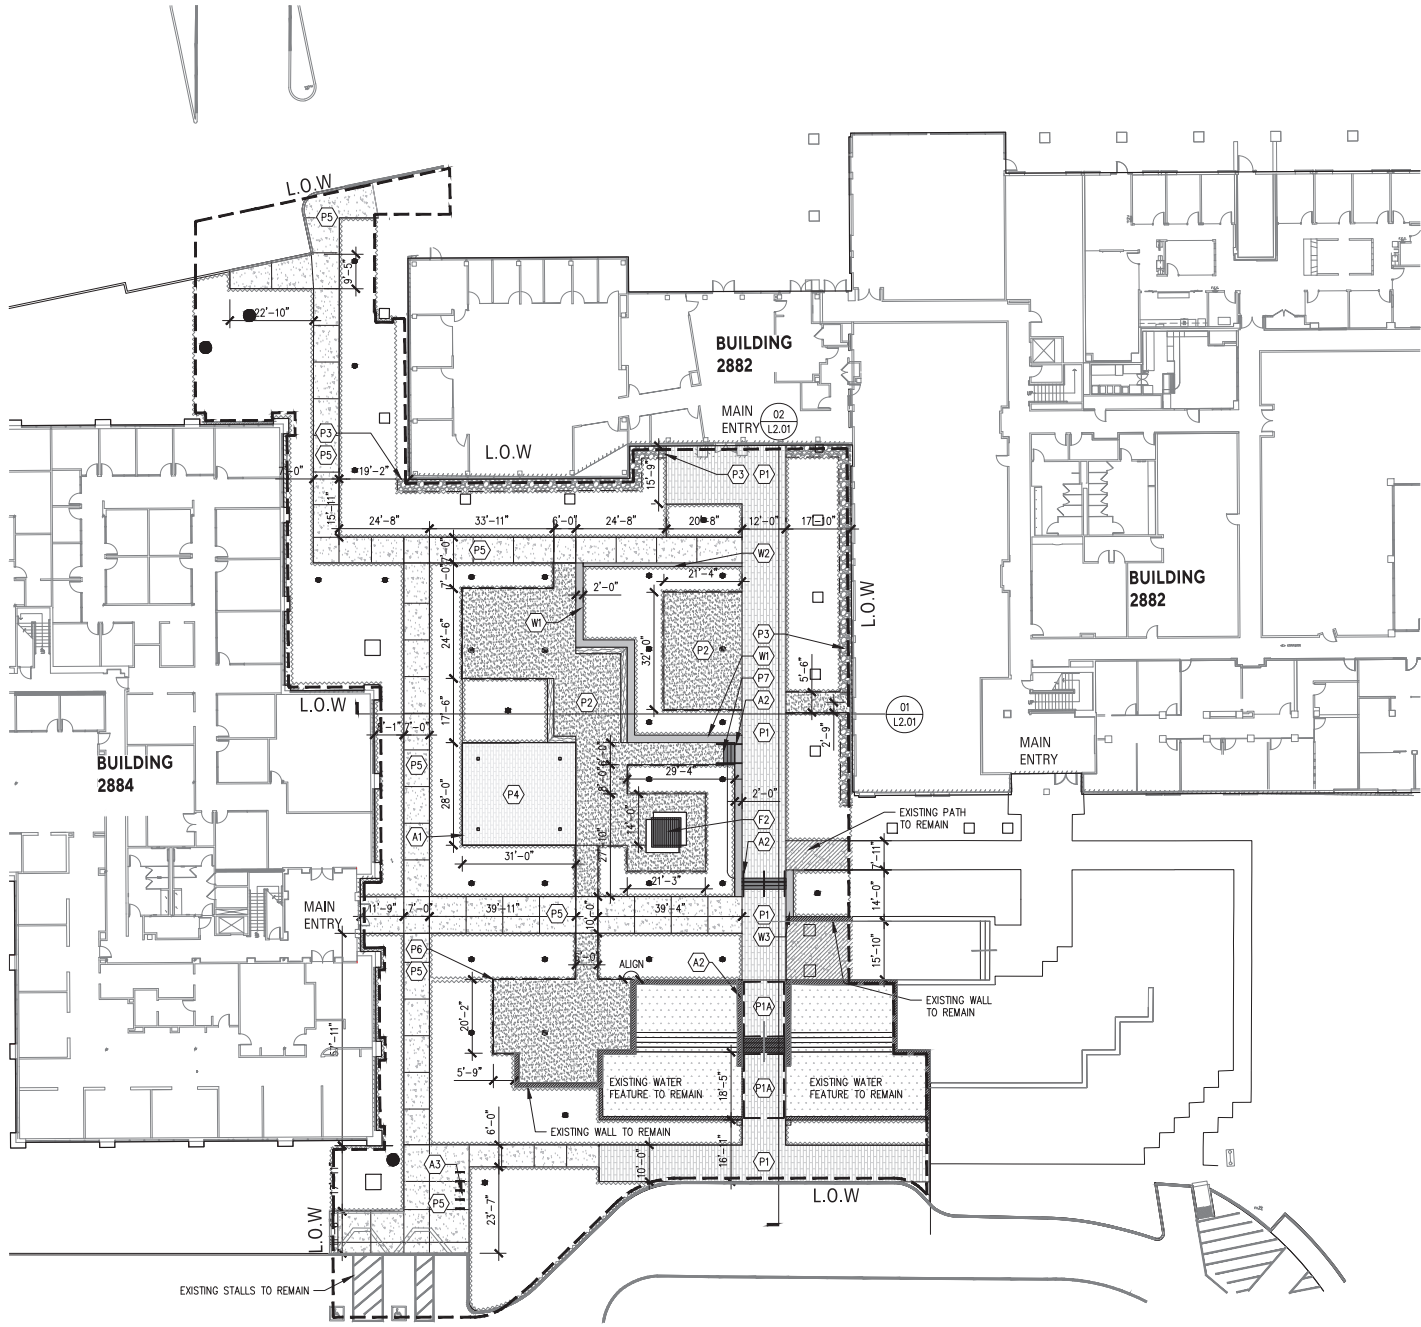 L.O.W
P5
9'-5"
22'-10"
BUILDING
2882
MAIN
ENTRY
02
L2.01
P3
P5
L.O.W
19'-2"
15'-9"
P3
P1
15'-11"
24'-8"
33'-11"
6'-0"
24'-8"
20'-8"
12'-0"
17'-0"
P5
7'-0"
W2
7'-0"
21'-4"
2'-0"
BUILDING
2882
L.O.W
W1
24'-6"
32'-0"
P2
P3
W1
P7
A2
5'-6"
P2
L.O.W
01
L2.01
17'-6"
7'-0"
P1
2'-9"
MAIN
ENTRY
BUILDING
2884
P5
29'-4"
P4
28'-0"
14'-0"
2'-0"
F2
EXISTING PATH
TO REMAIN
A1
A2
27'-10"
31'-0"
21'-3"
14'-0"
MAIN
ENTRY
11'-9"
7'-0"
39'-11"
P5
10'-0"
39'-4"
P1
W3
15'-10"
P6
P5
ALIGN
A2
EXISTING WALL
TO REMAIN
P1A
20'-2"
5'-9"
EXISTING WATER
FEATURE TO REMAIN
18'-5"
P1A
EXISTING WATER
FEATURE TO REMAIN
6'-0"
EXISTING WALL TO REMAIN
A3
10'-0"
16'-1"
P1
P5
L.O.W
23'-7"
L.O.W
EXISTING STALLS TO REMAIN